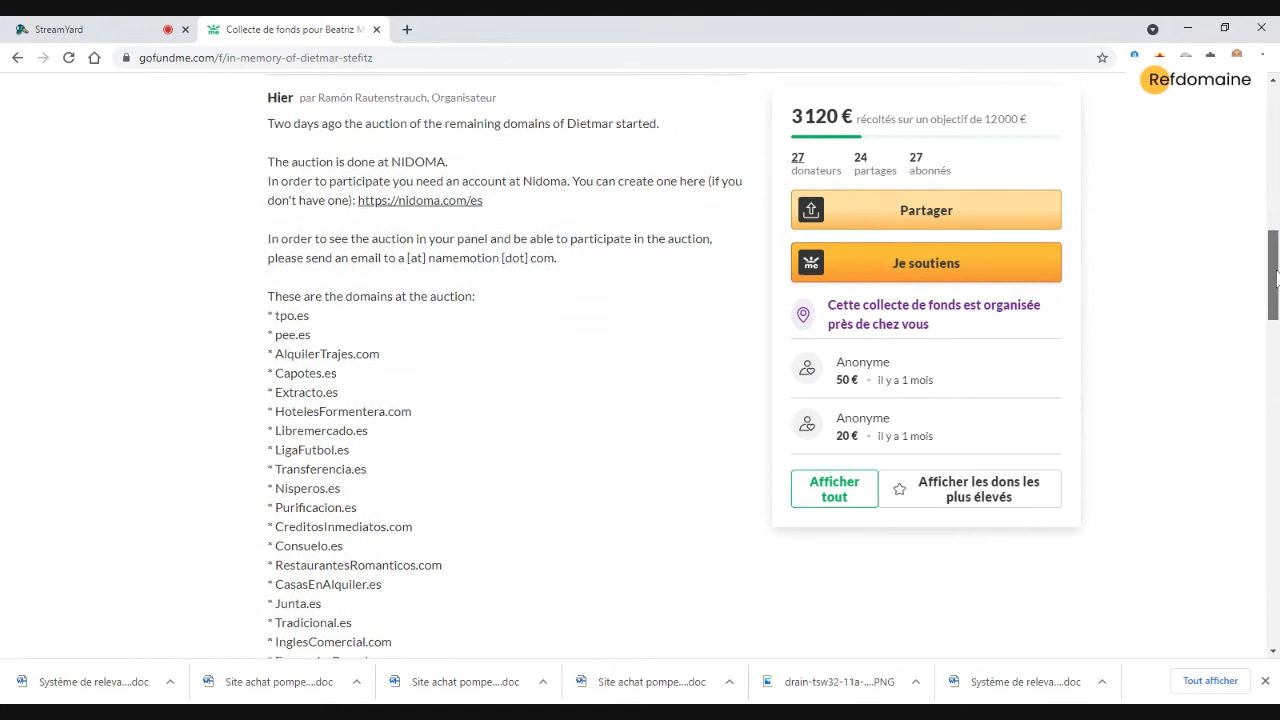 StreamYard
Collecte de fonds pour Beatriz M
gofundme.com/f/in-memory-of-dietmar-stefitz
Refdomaine
Hier par Ramón Rautenstrauch, Organisateur
Two days ago the auction of the remaining domains of Dietmar started.
The auction is done at NIDOMA.
In order to participate you need an account at Nidoma. You can create one here (if you
don't have one): https://nidoma.com/es
In order to see the auction in your panel and be able to participate in the auction,
please send an email to a [at] namemotion [dot] com.
These are the domains at the auction:
* tpo.es
* pee.es
* AlquilerTrajes.com
* Capotes.es
* Extracto.es
* HotelesFormentera.com
* Libremercado.es
* LigaFutbol.es
* Transferencia.es
* Nisperos.es
* Purificacion.es
* CreditosInmediatos.com
* Consuelo.es
* RestaurantesRomanticos.com
* CasasEnAlquiler.es
* Junta.es
* Tradicional.es
* InglesComercial.com
3 120 € récoltés sur un objectif de 12 000 €
27 24 27
donateurs partages abonnés
Partager
me Je soutiens
Cette collecte de fonds est organisée
près de chez vous
Anonyme
50 € • il y a 1 mois
Anonyme
20 € • il y a 1 mois
Afficher
tout
Afficher les dons les
plus élevés
Système de releva....doc
Site achat pompe....doc
Site achat pompe....doc
Site achat pompe....doc
drain-tsw32-11a-....PNG
Système de releva....doc
Tout afficher